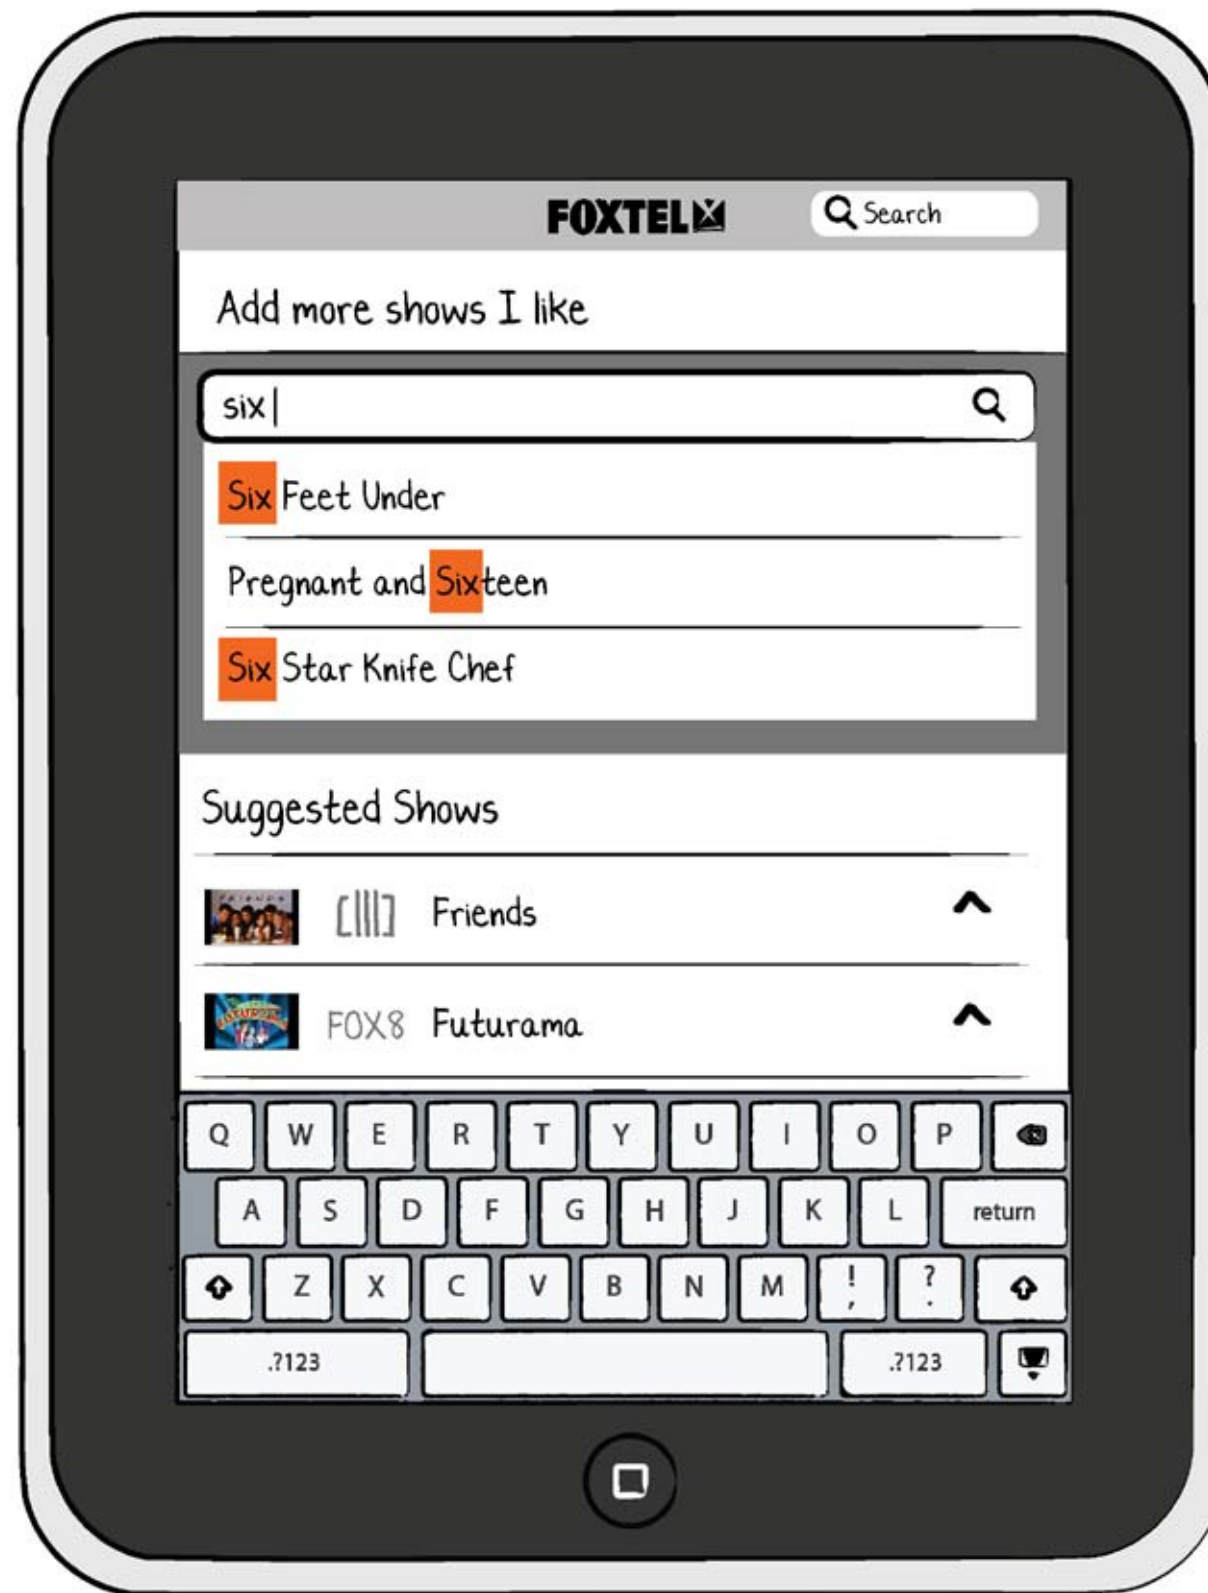 FOXTEL
Search
Add more shows I like
six
Six Feet Under
Pregnant and Sixteen
Six Star Knife Chef
Suggested Shows
[lll] Friends
FOX8 Futurama
Q W E R T Y U I O P
A S D F G H J K L return
Z X C V B N M ! , ? .
.?123 .?123